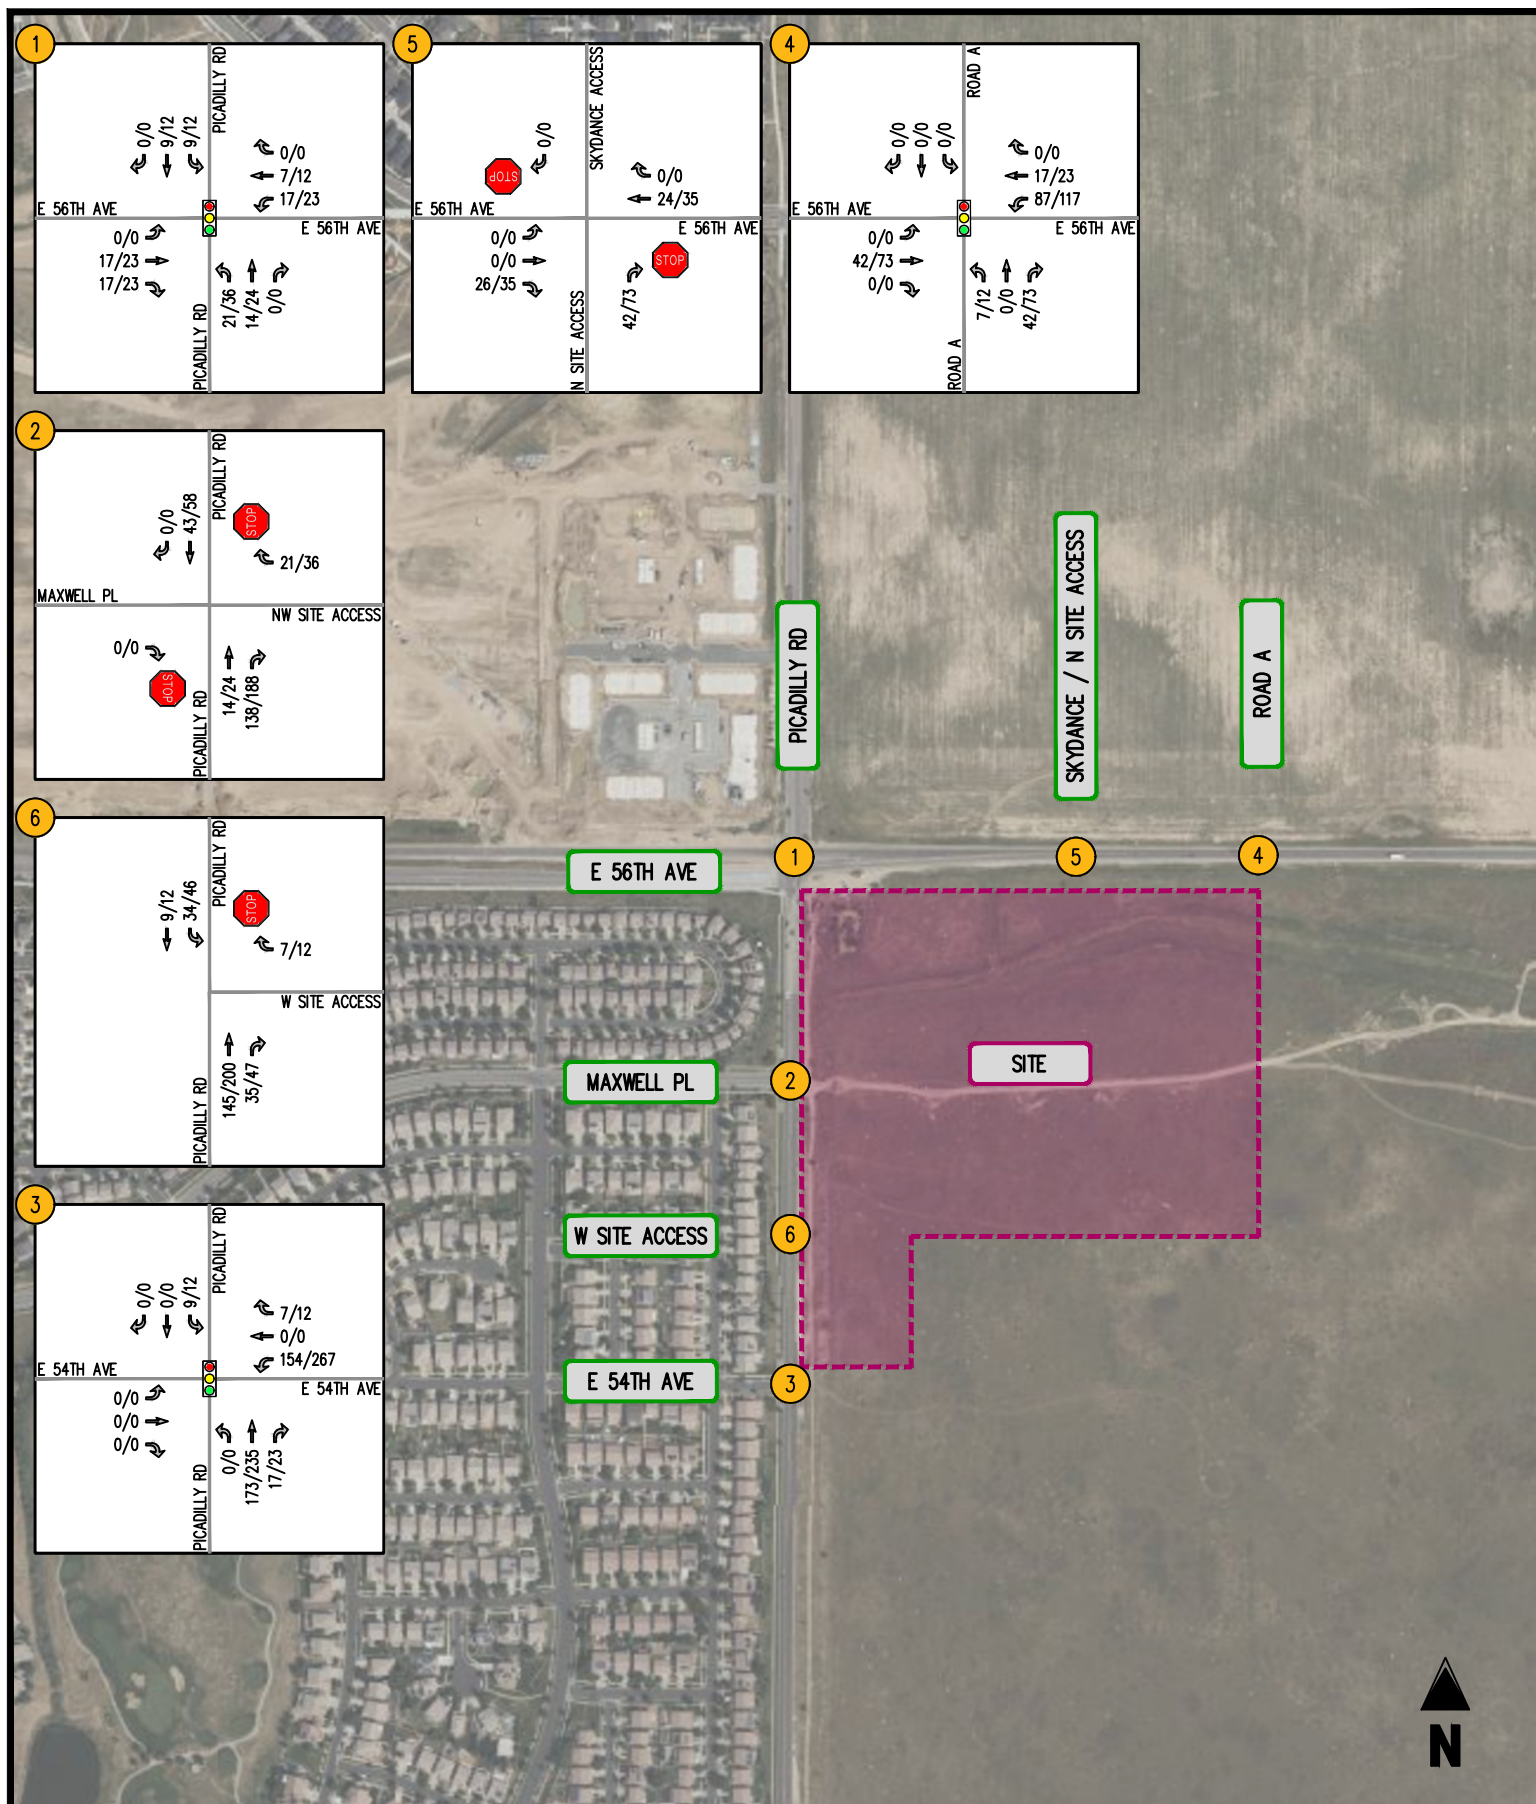 1
PICADILLY RD
0/0
9/12
9/12
0/0
7/12
17/23
E 56TH AVE
E 56TH AVE
0/0
17/23
17/23
21/36
14/24
0/0
PICADILLY RD
5
SKYDANCE ACCESS
STOP
0/0
0/0
24/35
E 56TH AVE
E 56TH AVE
0/0
0/0
26/35
STOP
42/73
N SITE ACCESS
4
ROAD A
0/0
0/0
0/0
0/0
17/23
87/117
E 56TH AVE
E 56TH AVE
0/0
42/73
0/0
7/12
0/0
42/73
ROAD A
2
PICADILLY RD
0/0
43/58
STOP
21/36
MAXWELL PL
NW SITE ACCESS
0/0
STOP
14/24
138/188
PICADILLY RD
6
PICADILLY RD
9/12
34/46
STOP
7/12
W SITE ACCESS
145/200
35/47
PICADILLY RD
3
PICADILLY RD
0/0
0/0
9/12
7/12
0/0
154/267
E 54TH AVE
E 54TH AVE
0/0
0/0
0/0
0/0
173/235
17/23
PICADILLY RD
PICADILLY RD
SKYDANCE / N SITE ACCESS
ROAD A
E 56TH AVE
1
5
4
SITE
MAXWELL PL
2
W SITE ACCESS
6
E 54TH AVE
3
N